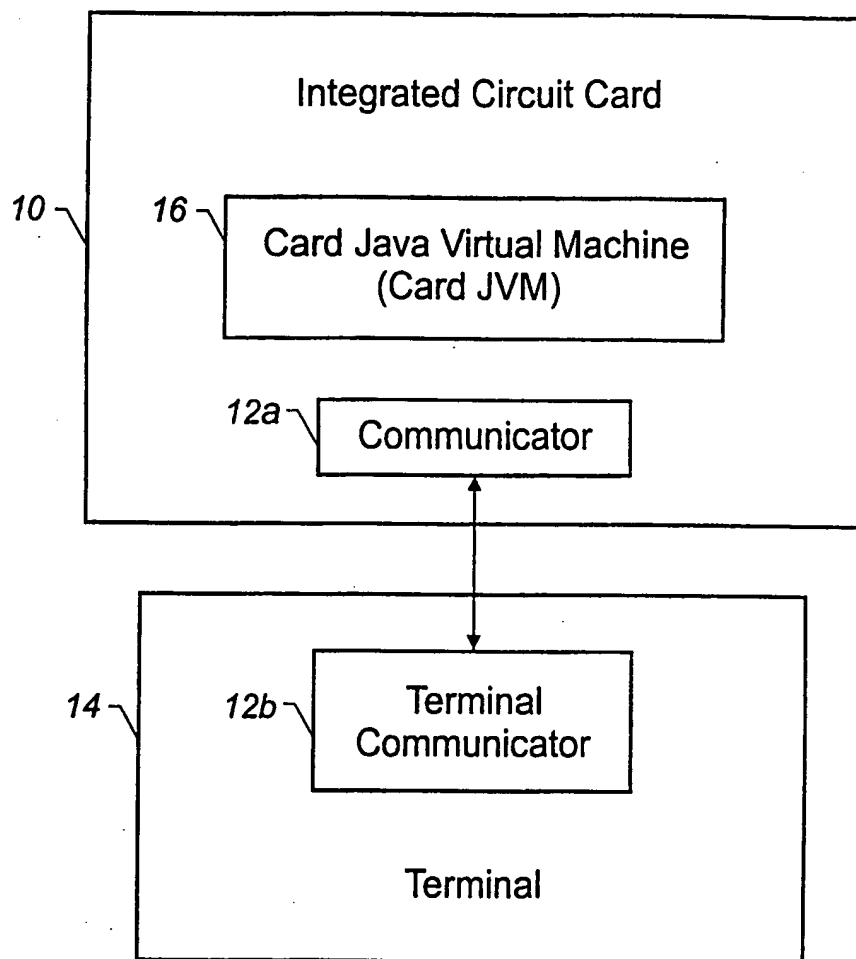 Integrated Circuit Card
10
16
Card Java Virtual Machine
(Card JVM)
12a
Communicator
14
12b
Terminal
Communicator
Terminal